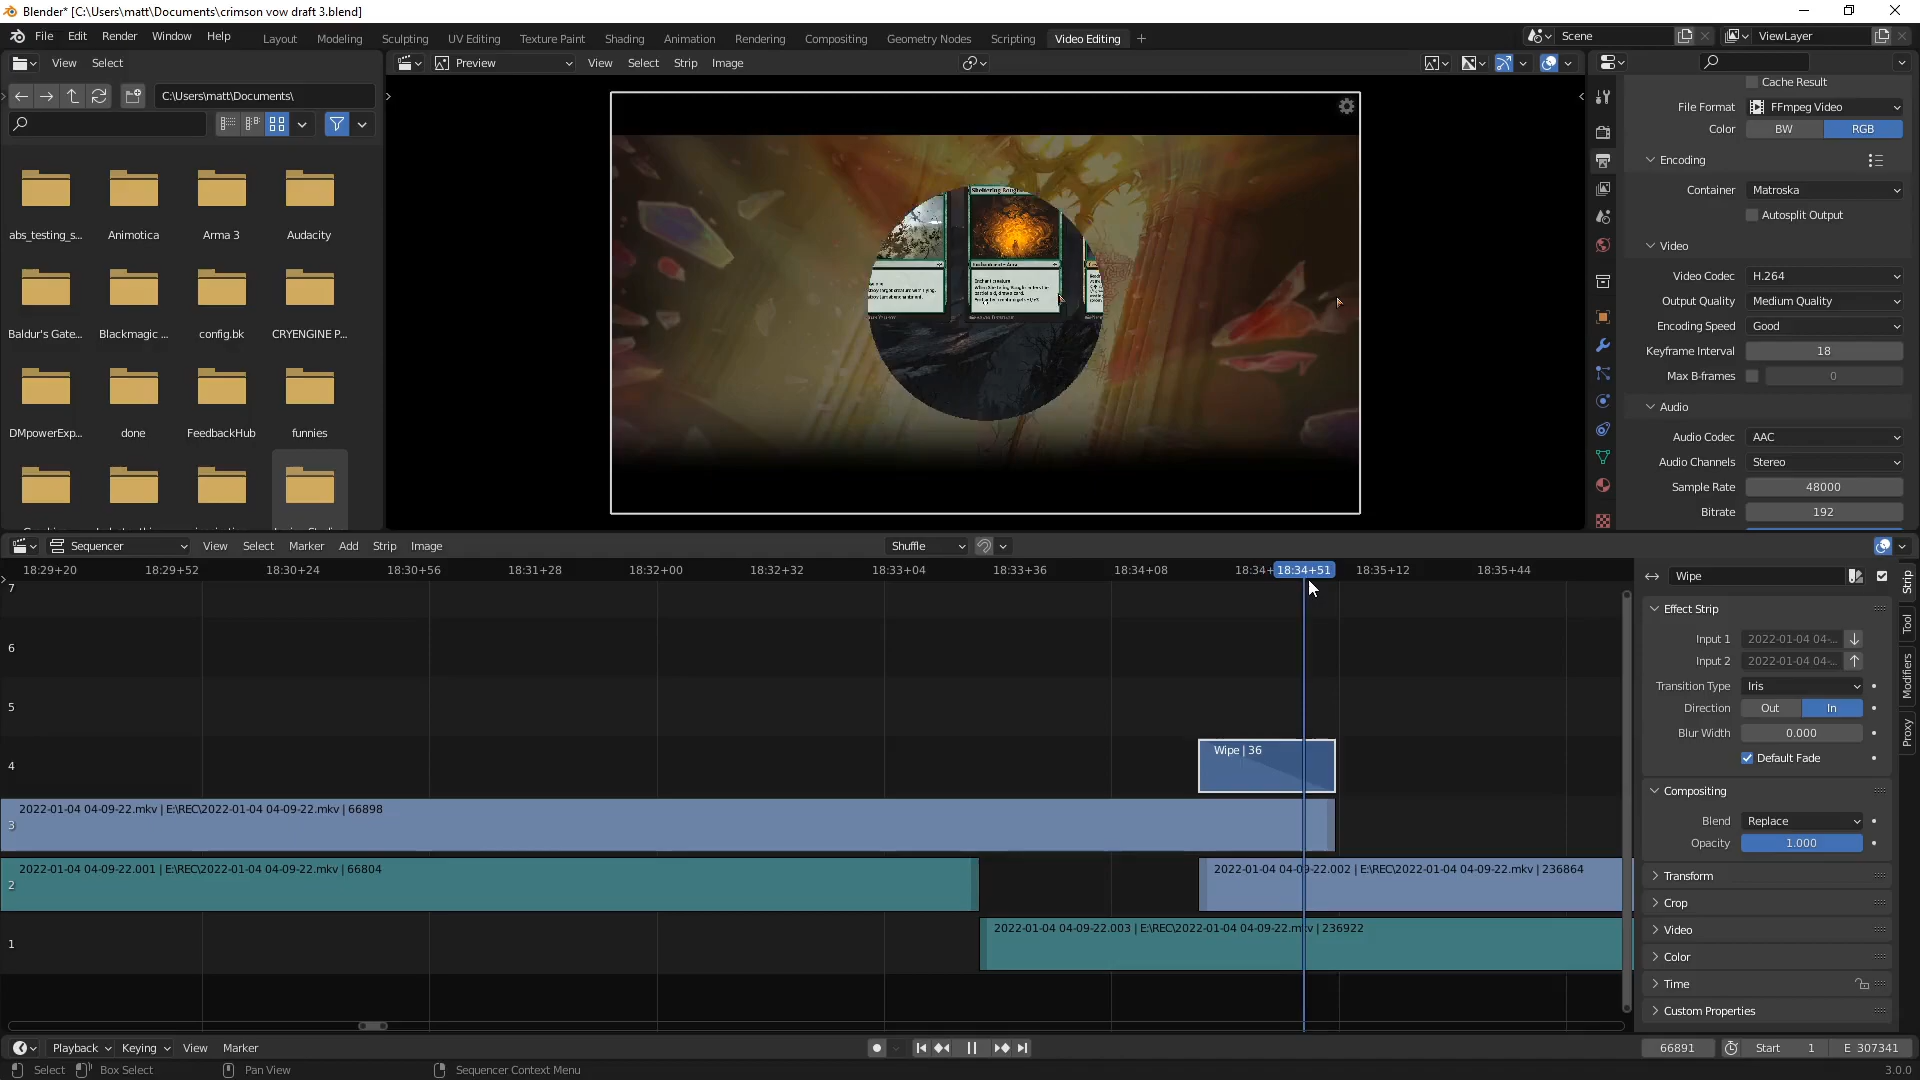 Blender* [C:\Users\matt\Documents\crimson vow draft 3.blend]
File Edit Render Window Help
Layout Modeling Sculpting UV Editing Texture Paint Shading Animation Rendering Compositing Geometry Nodes Scripting Video Editing
Scene
ViewLayer
View Select
Preview
View Select Strip Image
C:\Users\matt\Documents\
abs_testing_s... Animotica Arma 3 Audacity
Baldur's Gate... Blackmagic ... config.bk CRYENGINE P...
DMpowerExp... done FeedbackHub funnies
Cache Result
File Format FFmpeg Video
Color BW RGB
Encoding
Container Matroska
Autosplit Output
Video
Video Codec H.264
Output Quality Medium Quality
Encoding Speed Good
Keyframe Interval 18
Max B-frames 0
Audio
Audio Codec AAC
Audio Channels Stereo
Sample Rate 48000
Bitrate 192
Sequencer
View Select Marker Add Strip Image
Shuffle
18:29+20 18:29+52 18:30+24 18:30+56 18:31+28 18:32+00 18:32+32 18:33+04 18:33+36 18:34+08 18:34+ 18:34+51 18:35+12 18:35+44
7
6
5
4
Wipe | 36
2022-01-04 04-09-22.mkv | E:\REC\2022-01-04 04-09-22.mkv | 66898
3
2022-01-04 04-09-22.001 | E:\REC\2022-01-04 04-09-22.mkv | 66804
2022-01-04 04-09-22.002 | E:\REC\2022-01-04 04-09-22.mkv | 236864
2
2022-01-04 04-09-22.003 | E:\REC\2022-01-04 04-09-22.mkv | 236922
1
Wipe
Effect Strip
Input 1 2022-01-04 04-...
Input 2 2022-01-04 04-...
Transition Type Iris
Direction Out In
Blur Width 0.000
Default Fade
Compositing
Blend Replace
Opacity 1.000
Transform
Crop
Video
Color
Time
Custom Properties
Strip
Tool
Modifiers
Proxy
Playback Keying View Marker
66891
Start 1
E 307341
Select
Box Select
Pan View
Sequencer Context Menu
3.0.0